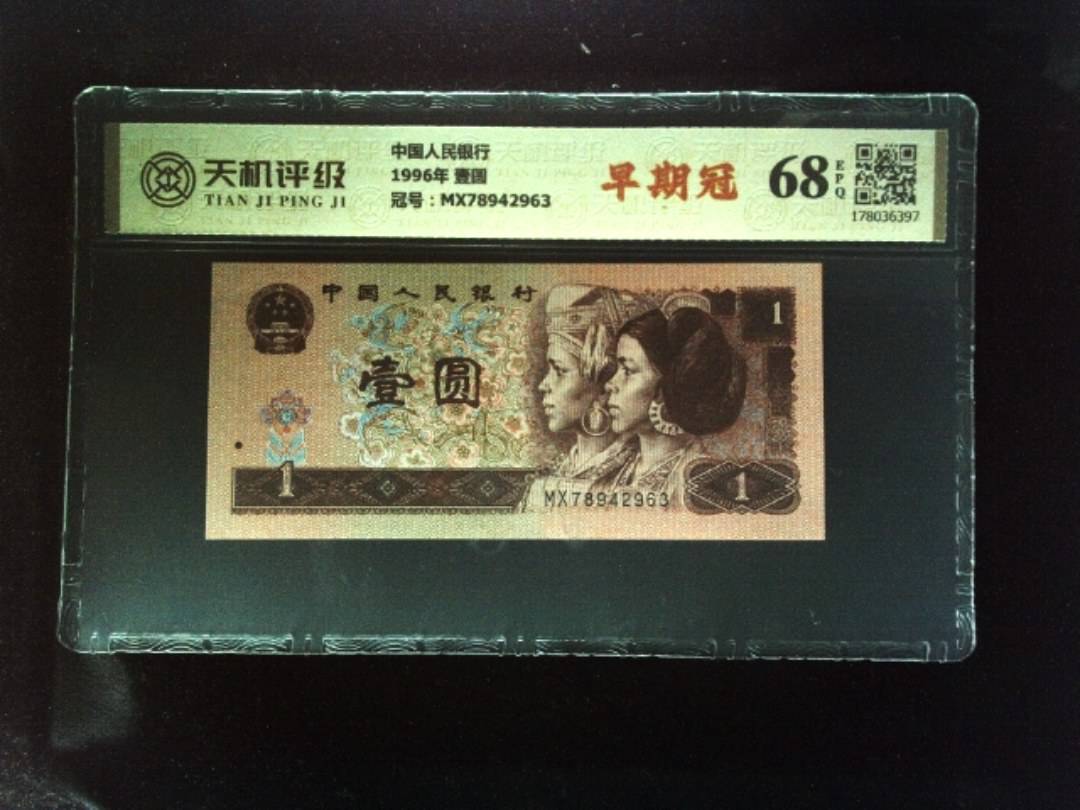 天机评级
TIAN JI PING JI
中国人民银行
1996年 壹圆
冠号：MX78942963
早期冠
68
EPQ
178036397
中国人民银行
壹圆
1
1
MX78942963
1